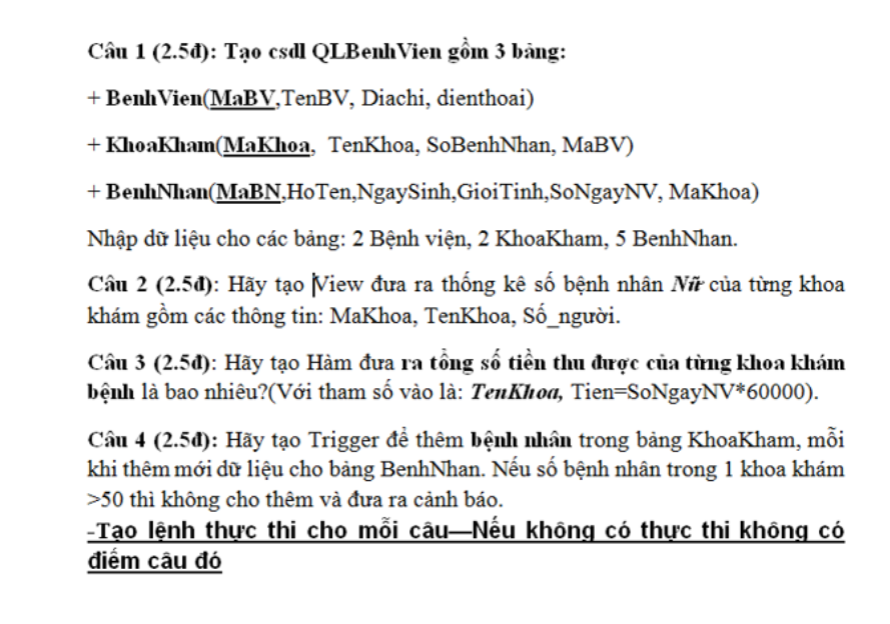 Câu 1 (2.5đ): Tạo csdl QLBenhVien gồm 3 bảng:
+ BenhVien(MaBV,TenBV, Diachi, dienthoai)
+ KhoaKham(MaKhoa, TenKhoa, SoBenhNhan, MaBV)
+ BenhNhan(MaBN,HoTen,NgaySinh,GioiTinh,SoNgayNV, MaKhoa)
Nhập dữ liệu cho các bảng: 2 Bệnh viện, 2 KhoaKham, 5 BenhNhan.
Câu 2 (2.5đ): Hãy tạo View đưa ra thống kê số bệnh nhân Nữ của từng khoa
khám gồm các thông tin: MaKhoa, TenKhoa, Số_người.
Câu 3 (2.5đ): Hãy tạo Hàm đưa ra tổng số tiền thu được của từng khoa khám
bệnh là bao nhiêu?(Với tham số vào là: TenKhoa, Tien=SoNgayNV*60000).
Câu 4 (2.5đ): Hãy tạo Trigger để thêm bệnh nhân trong bảng KhoaKham, mỗi
khi thêm mới dữ liệu cho bảng BenhNhan. Nếu số bệnh nhân trong 1 khoa khám
>50 thì không cho thêm và đưa ra cảnh báo.
-Tạo lệnh thực thi cho mỗi câu—Nếu không có thực thi không có
điểm câu đó